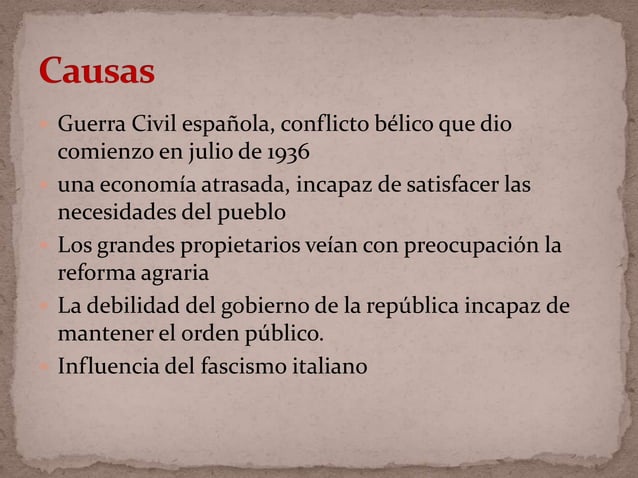 Causas
Guerra Civil española, conflicto bélico que dio
comienzo en julio de 1936
una economía atrasada, incapaz de satisfacer las
necesidades del pueblo
Los grandes propietarios veían con preocupación la
reforma agraria
La debilidad del gobierno de la república incapaz de
mantener el orden público.
Influencia del fascismo italiano